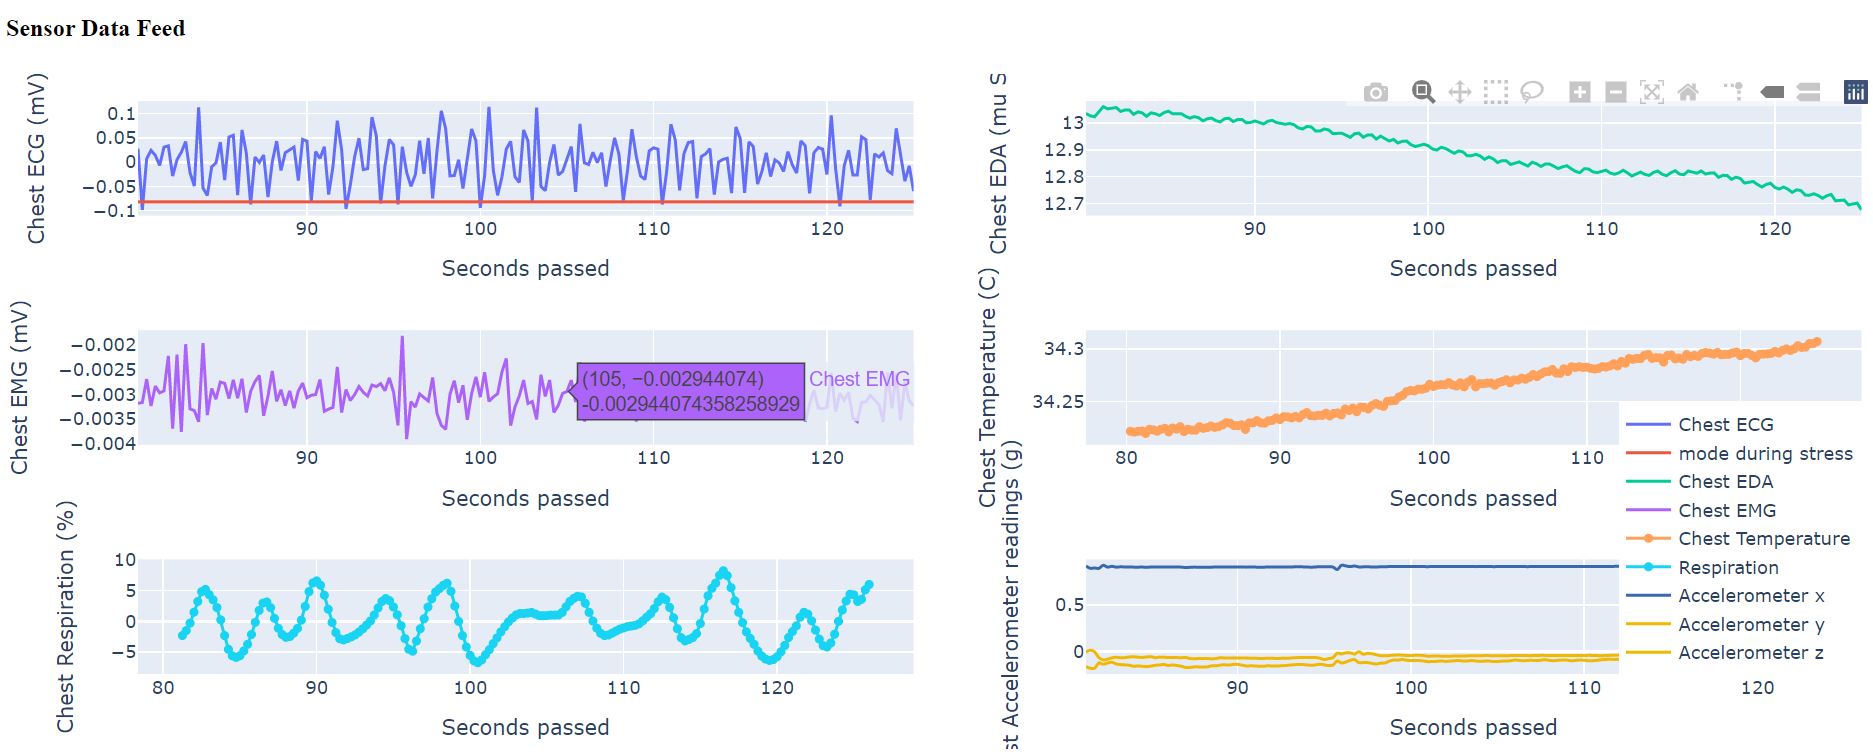 Sensor Data Feed
Chest ECG (mV)
0.1
0.05
0
−0.05
−0.1
90
100
110
120
Seconds passed
Chest EDA (mu S
13
12.9
12.8
12.7
90
100
110
120
Seconds passed
Chest EMG (mV)
−0.002
−0.0025
−0.003
−0.0035
−0.004
(105, −0.002944074)
-0.002944074358258929
Chest EMG
90
100
110
120
Seconds passed
Chest Temperature (C)
34.3
34.25
80
90
100
110
Seconds passed
Chest Respiration (%)
10
5
0
−5
80
90
100
110
120
Seconds passed
st Accelerometer readings (g)
0.5
0
90
100
110
120
Seconds passed
Chest ECG
mode during stress
Chest EDA
Chest EMG
Chest Temperature
Respiration
Accelerometer x
Accelerometer y
Accelerometer z